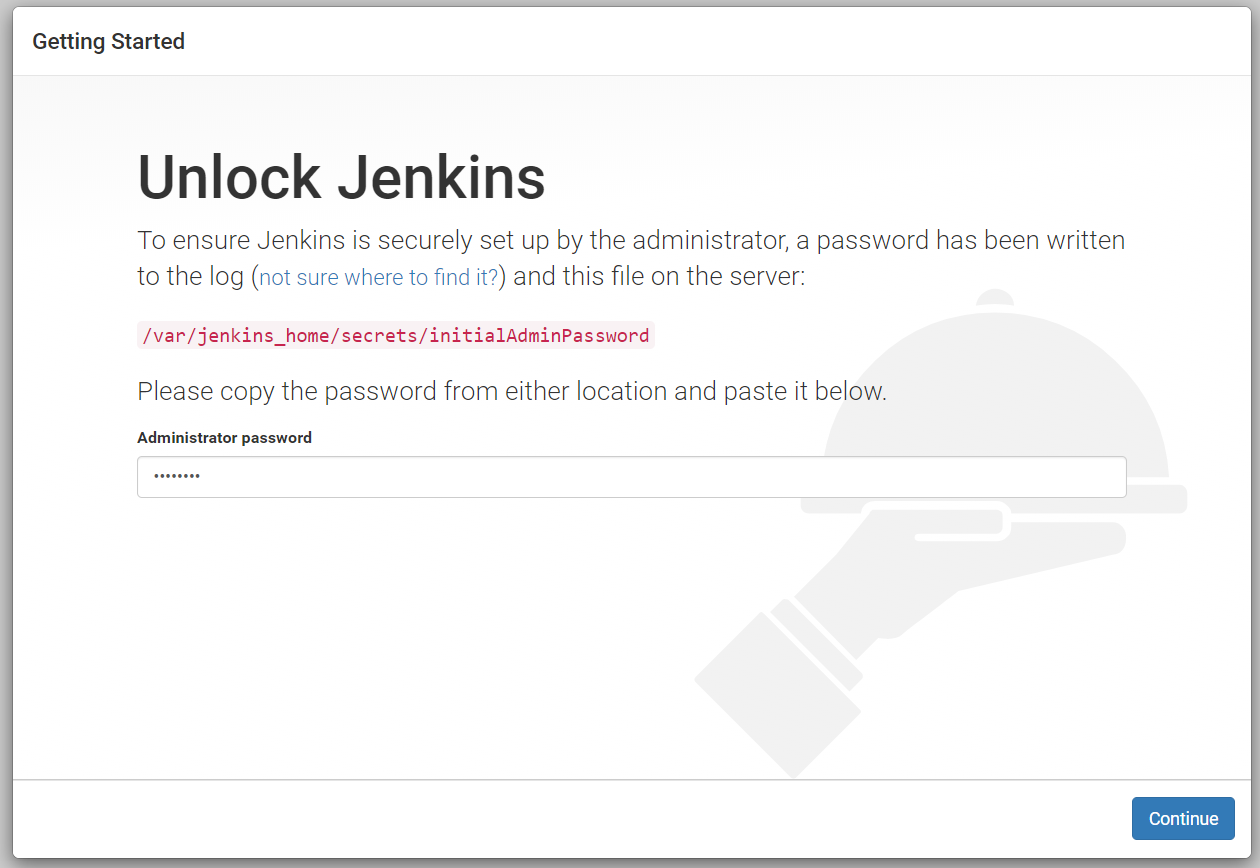 Getting Started
Unlock Jenkins
To ensure Jenkins is securely set up by the administrator, a password has been written
to the log (not sure where to find it?) and this file on the server:
/var/jenkins_home/secrets/initialAdminPassword
Please copy the password from either location and paste it below.
Administrator password
••••••••
Continue